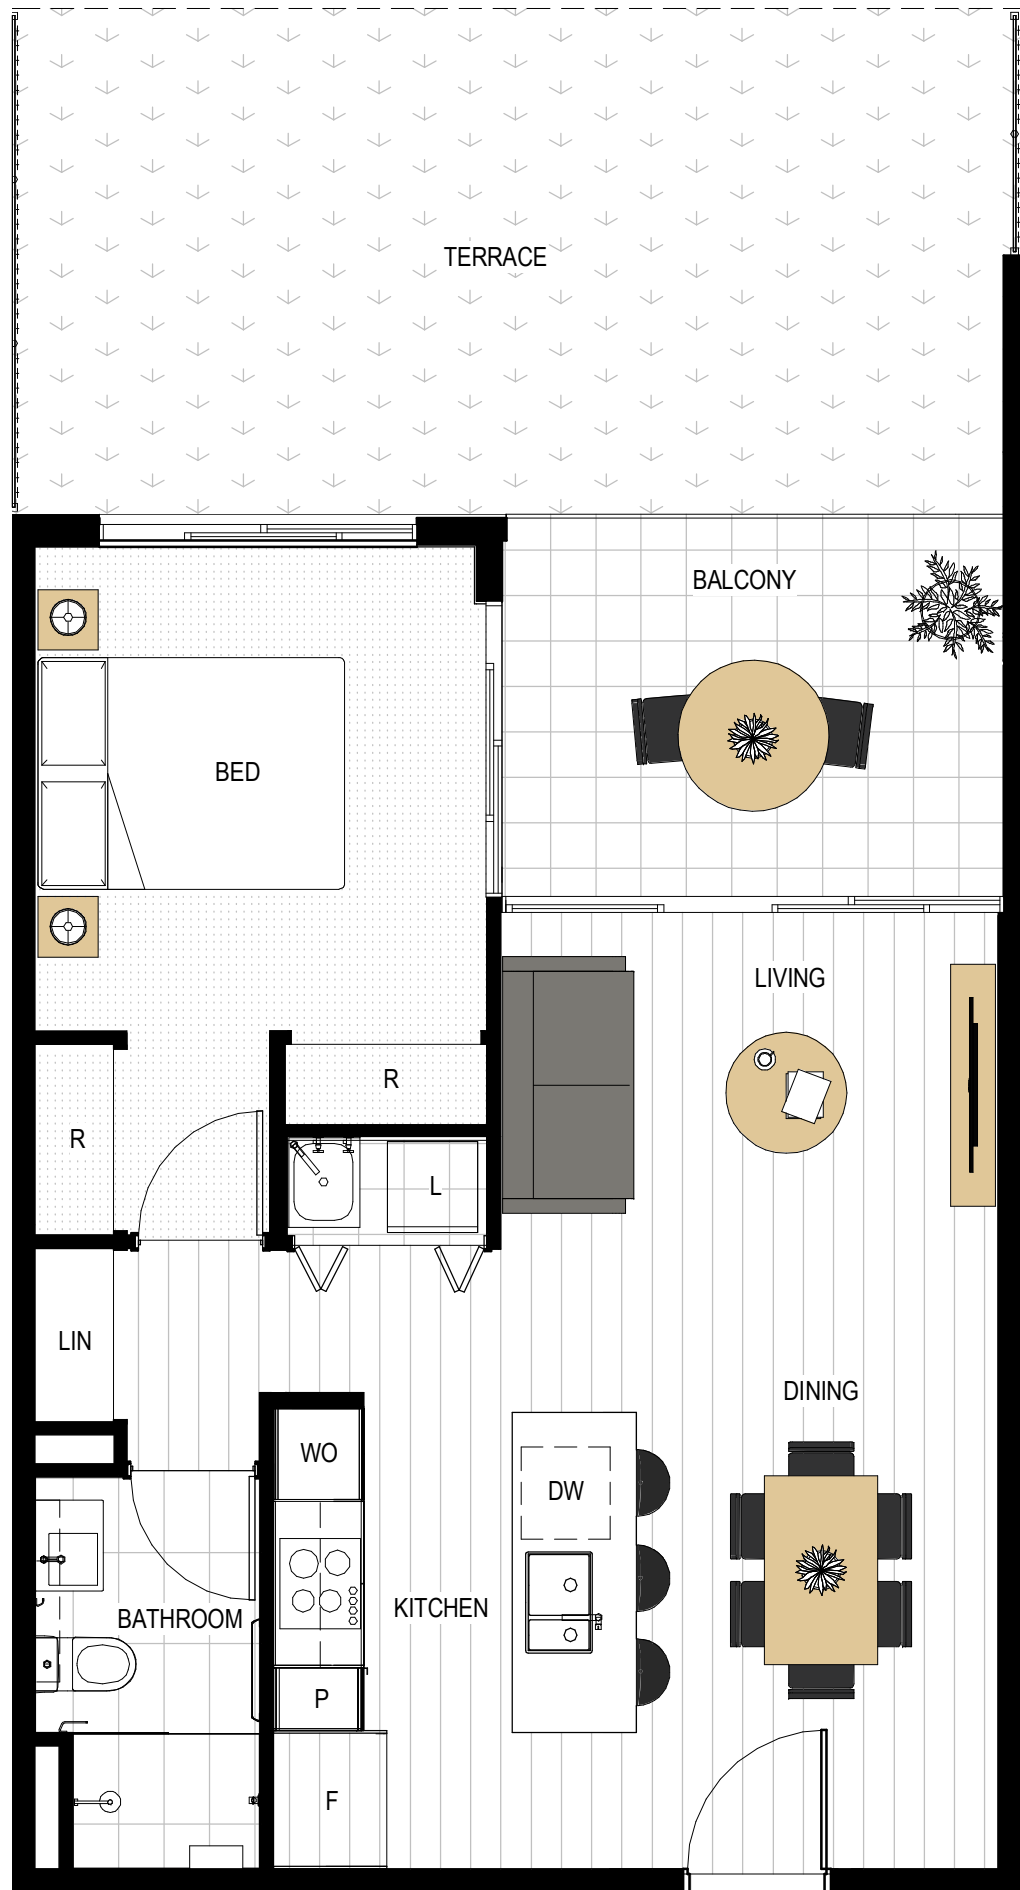 TERRACE
BALCONY
BED
LIVING
R
R
L
LIN
DINING
WO
DW
KITCHEN
BATHROOM
P
F